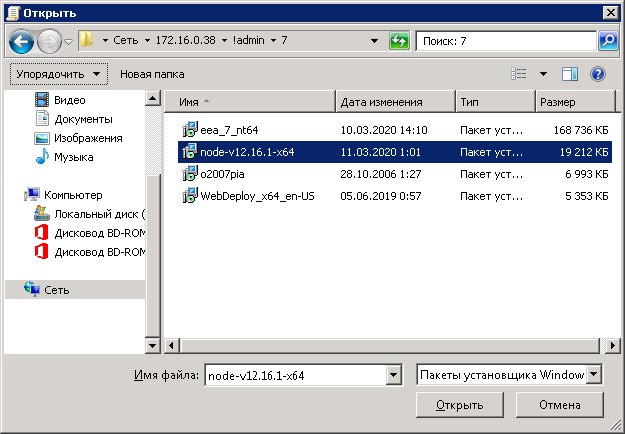 Открыть
Сеть 172.16.0.38 !admin 7
Поиск: 7
Упорядочить Новая папка
Видео
Документы
Изображения
Музыка
Компьютер
Локальный диск (
Дисковод BD-ROM
Дисковод BD-ROM
Сеть
Имя Дата изменения Тип Размер
eea_7_nt64 10.03.2020 14:10 Пакет уст... 168 736 КБ
node-v12.16.1-x64 11.03.2020 1:01 Пакет уст... 19 212 КБ
o2007pia 28.10.2006 1:27 Пакет уст... 6 993 КБ
WebDeploy_x64_en-US 05.06.2019 0:57 Пакет уст... 5 353 КБ
Имя файла: node-v12.16.1-x64 Пакеты установщика Window
Открыть Отмена